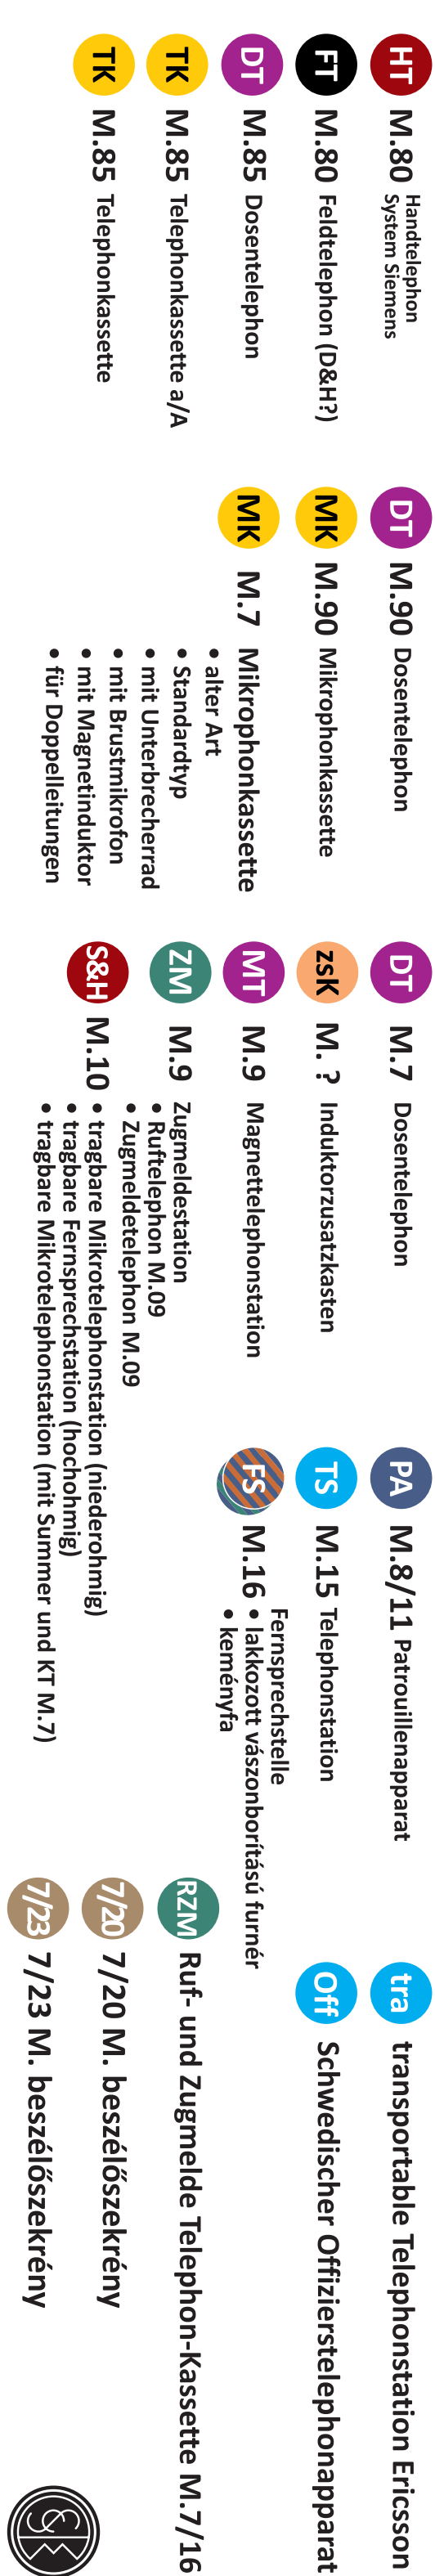 HT M.80 Handtelephon
System Siemens
FT M.80 Feldtelephon (D&H?)
DT M.85 Dosentelephon
TK M.85 Telephonkassette a/A
TK M.85 Telephonkassette
DT M.90 Dosentelephon
MK M.90 Mikrophonkassette
MK M.7 Mikrophonkassette
• alter Art
• Standardtyp
• mit Unterbrecherrad
• mit Brustmikrofon
• mit Magnetinduktor
• für Doppelleitungen
DT M.7 Dosentelephon
zsK M. ? Induktorzusatzkasten
MT M.9 Magnettelephonstation
ZM M.9 Zugmeldestation
• Ruftelephon M.09
• Zugmeldetelephon M.09
S&H M.10 • tragbare Mikrotelephonstation (niederohmig)
• tragbare Fernsprechstation (hochohmig)
• tragbare Mikrotelephonstation (mit Summer und KT M.7)
PA M.8/11 Patrouillenapparat
TS M.15 Telephonstation
FS M.16 Fernsprechstelle
• lakkozott vászonborítású furnér
• keményfa
tra transportable Telephonstation Ericsson
Off Schwedischer Offizierstelephonapparat
RZM Ruf- und Zugmelde Telephon-Kassette M.7/16
7/20 7/20 M. beszélőszekrény
7/23 7/23 M. beszélőszekrény